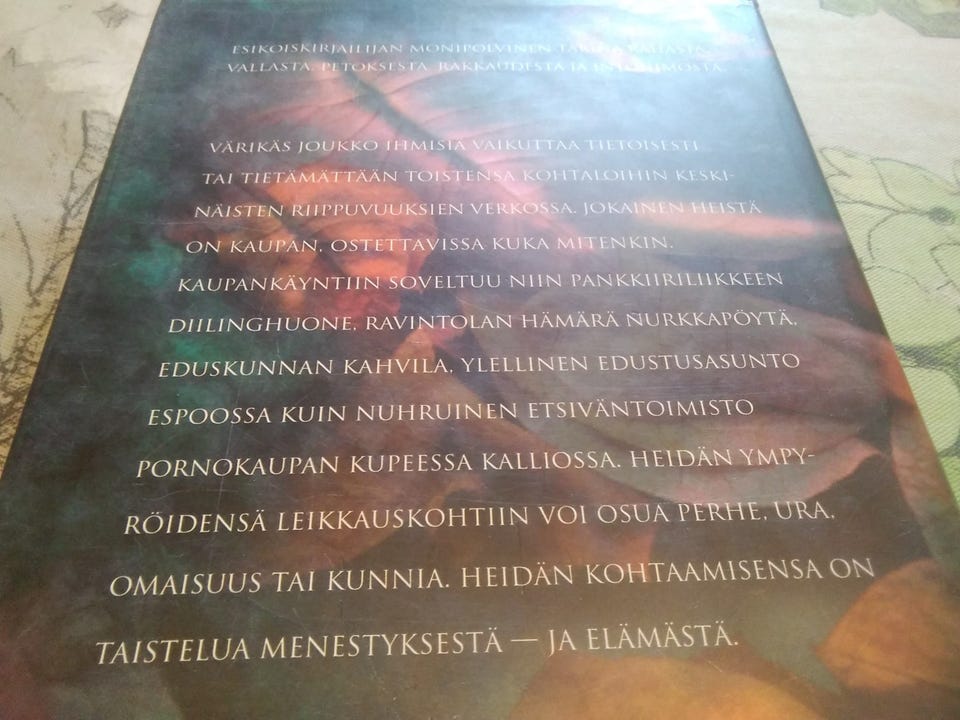 ESIKOISKIRJAILIJAN MONIPOLVINEN TARINA RAHASTA,
VALLASTA, PETOKSESTA, RAKKAUDESTA JA INTOHIMOSTA.
VÄRIKÄS JOUKKO IHMISIÄ VAIKUTTAA TIETOISESTI
TAI TIETÄMÄTTÄÄN TOISTENSA KOHTALOIHIN KESKI-
NÄISTEN RIIPPUVUUKSIEN VERKOSSA. JOKAINEN HEISTÄ
ON KAUPAN, OSTETTAVISSA KUKA MITENKIN.
KAUPANKÄYNTIIN SOVELTUU NIIN PANKKIIRILIIKKEEN
DIILINGHUONE, RAVINTOLAN HÄMÄRÄ NURKKAPÖYTÄ,
EDUSKUNNAN KAHVILA, YLELLINEN EDUSTUSASUNTO
ESPOOSSA KUIN NUHRUINEN ETSIVÄNTOIMISTO
PORNOKAUPAN KUPEESSA KALLIOSSA. HEIDÄN YMPY-
RÖIDENSÄ LEIKKAUSKOHTIIN VOI OSUA PERHE, URA,
OMAISUUS TAI KUNNIA. HEIDÄN KOHTAAMISENSA ON
TAISTELUA MENESTYKSESTÄ — JA ELÄMÄSTÄ.